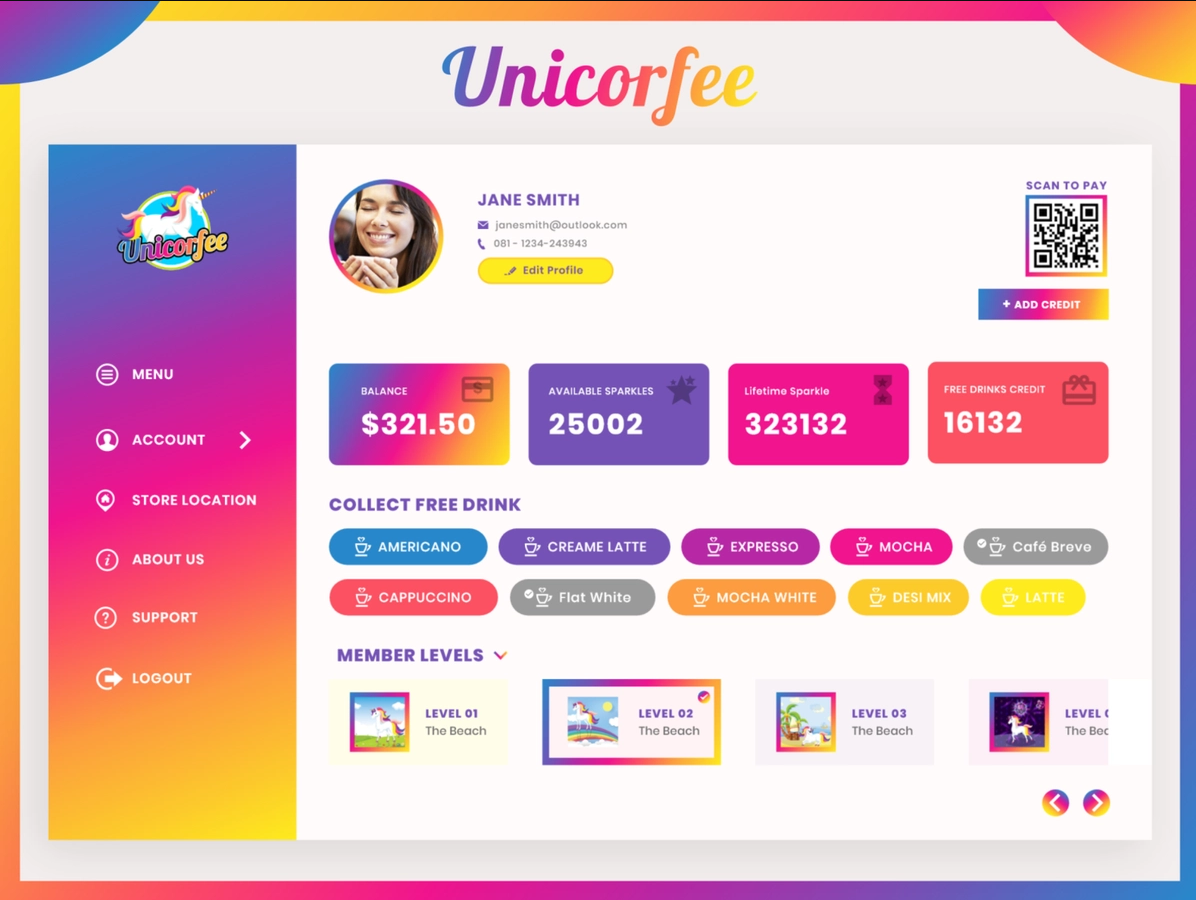 Unicorfee
Unicorfee
MENU
ACCOUNT
STORE LOCATION
ABOUT US
SUPPORT
LOGOUT
JANE SMITH
janesmith@outlook.com
081 - 1234-243943
Edit Profile
SCAN TO PAY
+ ADD CREDIT
BALANCE
$321.50
AVAILABLE SPARKLES
25002
Lifetime Sparkle
323132
FREE DRINKS CREDIT
16132
COLLECT FREE DRINK
AMERICANO
CREAME LATTE
EXPRESSO
MOCHA
Café Breve
CAPPUCCINO
Flat White
MOCHA WHITE
DESI MIX
LATTE
MEMBER LEVELS
LEVEL 01
The Beach
LEVEL 02
The Beach
LEVEL 03
The Beach
LEVEL
The